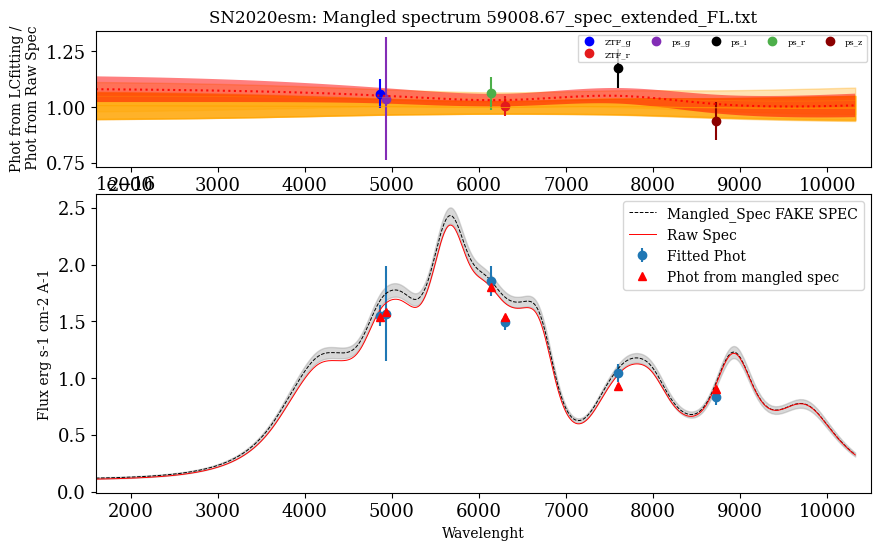 SN2020esm: Mangled spectrum 59008.67_spec_extended_FL.txt
Phot from LCfitting /
Phot from Raw Spec
1.25
1.00
0.75
ZTF_g
ps_g
ps_i
ps_r
ps_z
ZTF_r
2000 3000 4000 5000 6000 7000 8000 9000 10000
Flux erg s-1 cm-2 A-1
2.5
2.0
1.5
1.0
0.5
0.0
Mangled_Spec FAKE SPEC
Raw Spec
Fitted Phot
Phot from mangled spec
2000 3000 4000 5000 6000 7000 8000 9000 10000
Wavelenght